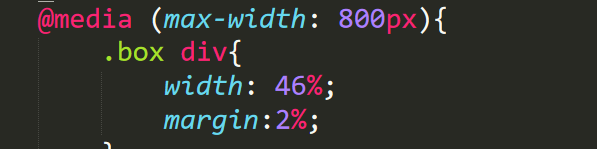 @media (max-width: 800px){
.box div{
width: 46%;
margin:2%;
}